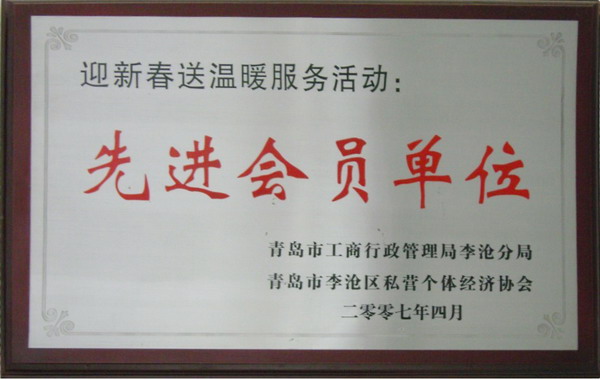 迎新春送温暖服务活动：
先进会员单位
青岛市工商行政管理局李沧分局
青岛市李沧区私营个体经济协会
二零零七年四月